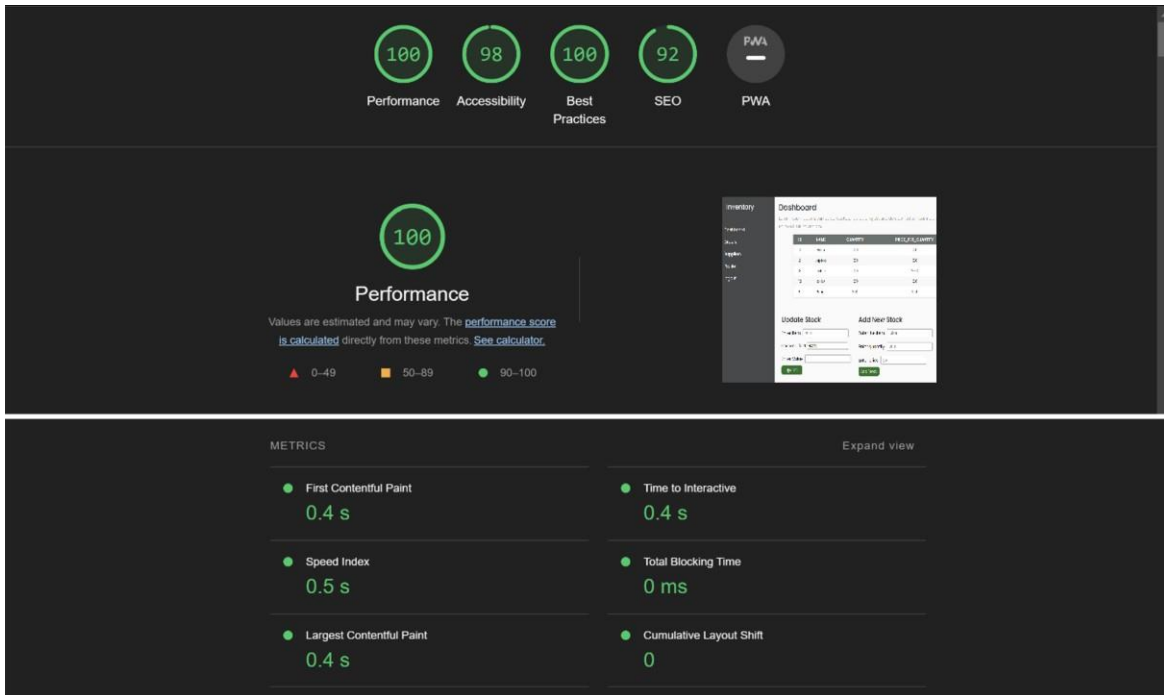 100
98
100
92
PWA
Performance
Accessibility
Best
Practices
SEO
PWA
100
Performance
Values are estimated and may vary. The performance score
is calculated directly from these metrics. See calculator.
0–49
50–89
90–100
Inventory
Dashboard
ID
NAME
QUANTITY
Update Stock
Add New Stock
METRICS
Expand view
First Contentful Paint
0.4 s
Time to Interactive
0.4 s
Speed Index
0.5 s
Total Blocking Time
0 ms
Largest Contentful Paint
0.4 s
Cumulative Layout Shift
0